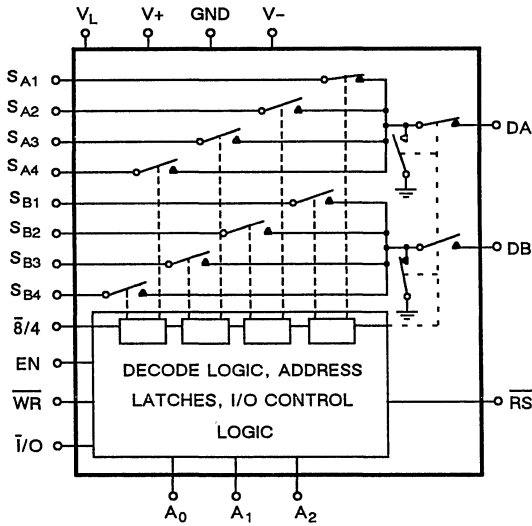 V_L V+ GND V-
S_A1
S_A2
S_A3
S_A4
DA
S_B1
S_B2
S_B3
S_B4
DB
8̅/4
EN
W̅R̅
I̅/O
DECODE LOGIC, ADDRESS
LATCHES, I/O CONTROL
LOGIC
R̅S̅
A_0 A_1 A_2